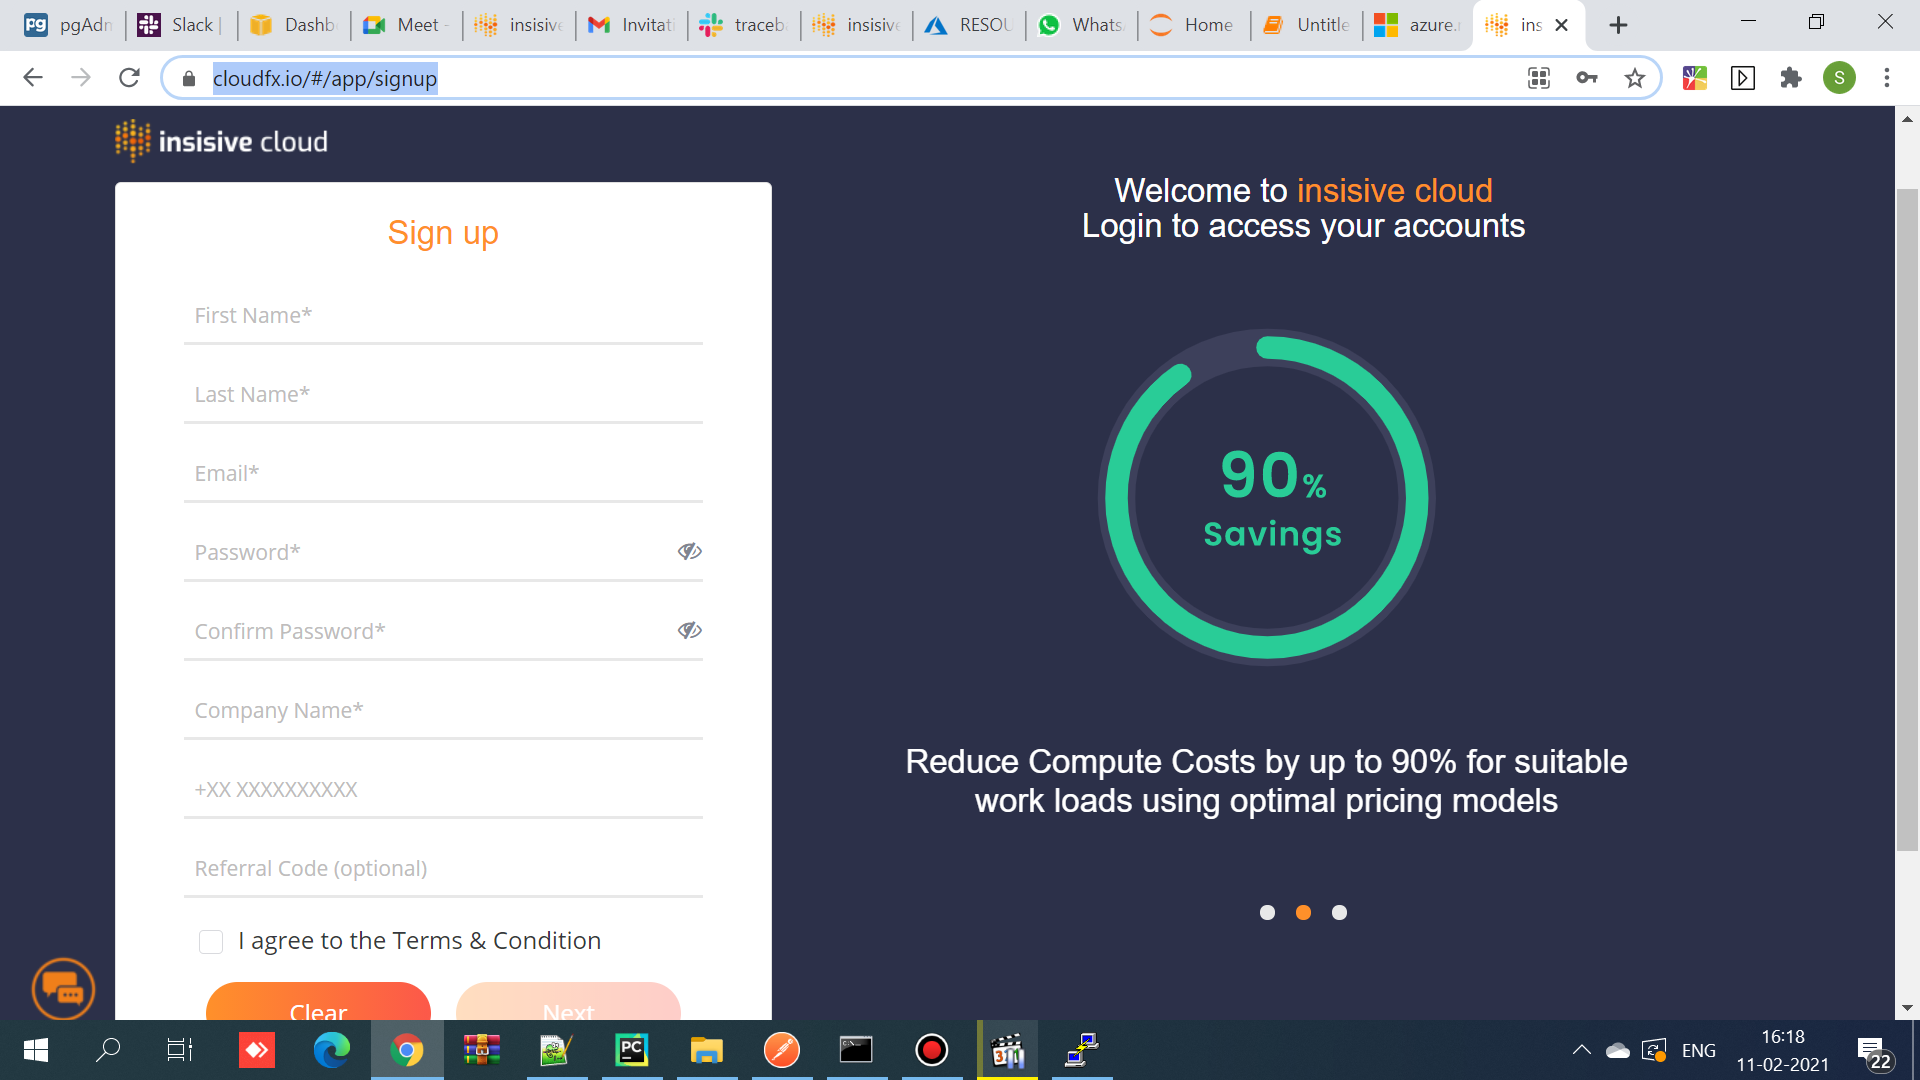 pgAdm
Slack |
Dashb
Meet -
insisive
Invitati
traceb
insisive
RESOU
Whats
Home
Untitle
azure.
ins
cloudfx.io/#/app/signup
S
insisive cloud
Sign up
First Name*
Last Name*
Email*
Password*
Confirm Password*
Company Name*
+XX XXXXXXXXXX
Referral Code (optional)
I agree to the Terms & Condition
Clear
Next
Welcome to insisive cloud
Login to access your accounts
90%
Savings
Reduce Compute Costs by up to 90% for suitable
work loads using optimal pricing models
ENG
16:18
11-02-2021
22